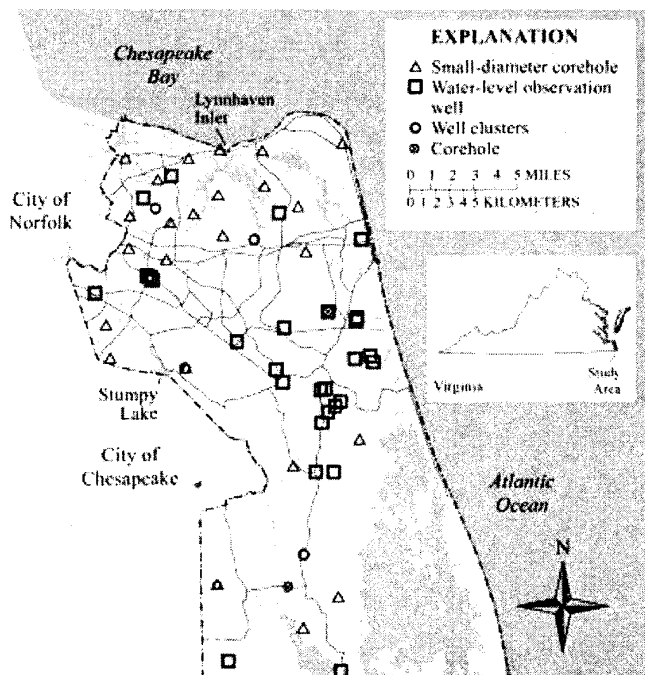 Chesapeake
Bay
Lynnhaven
Inlet
City of
Norfolk
Stumpy
Lake
City of
Chesapeake
Atlantic
Ocean
N
EXPLANATION
Small-diameter corehole
Water-level observation
well
Well clusters
Corehole
0 1 2 3 4 5 MILES
0 1 2 3 4 5 KILOMETERS
Virginia
Study
Area